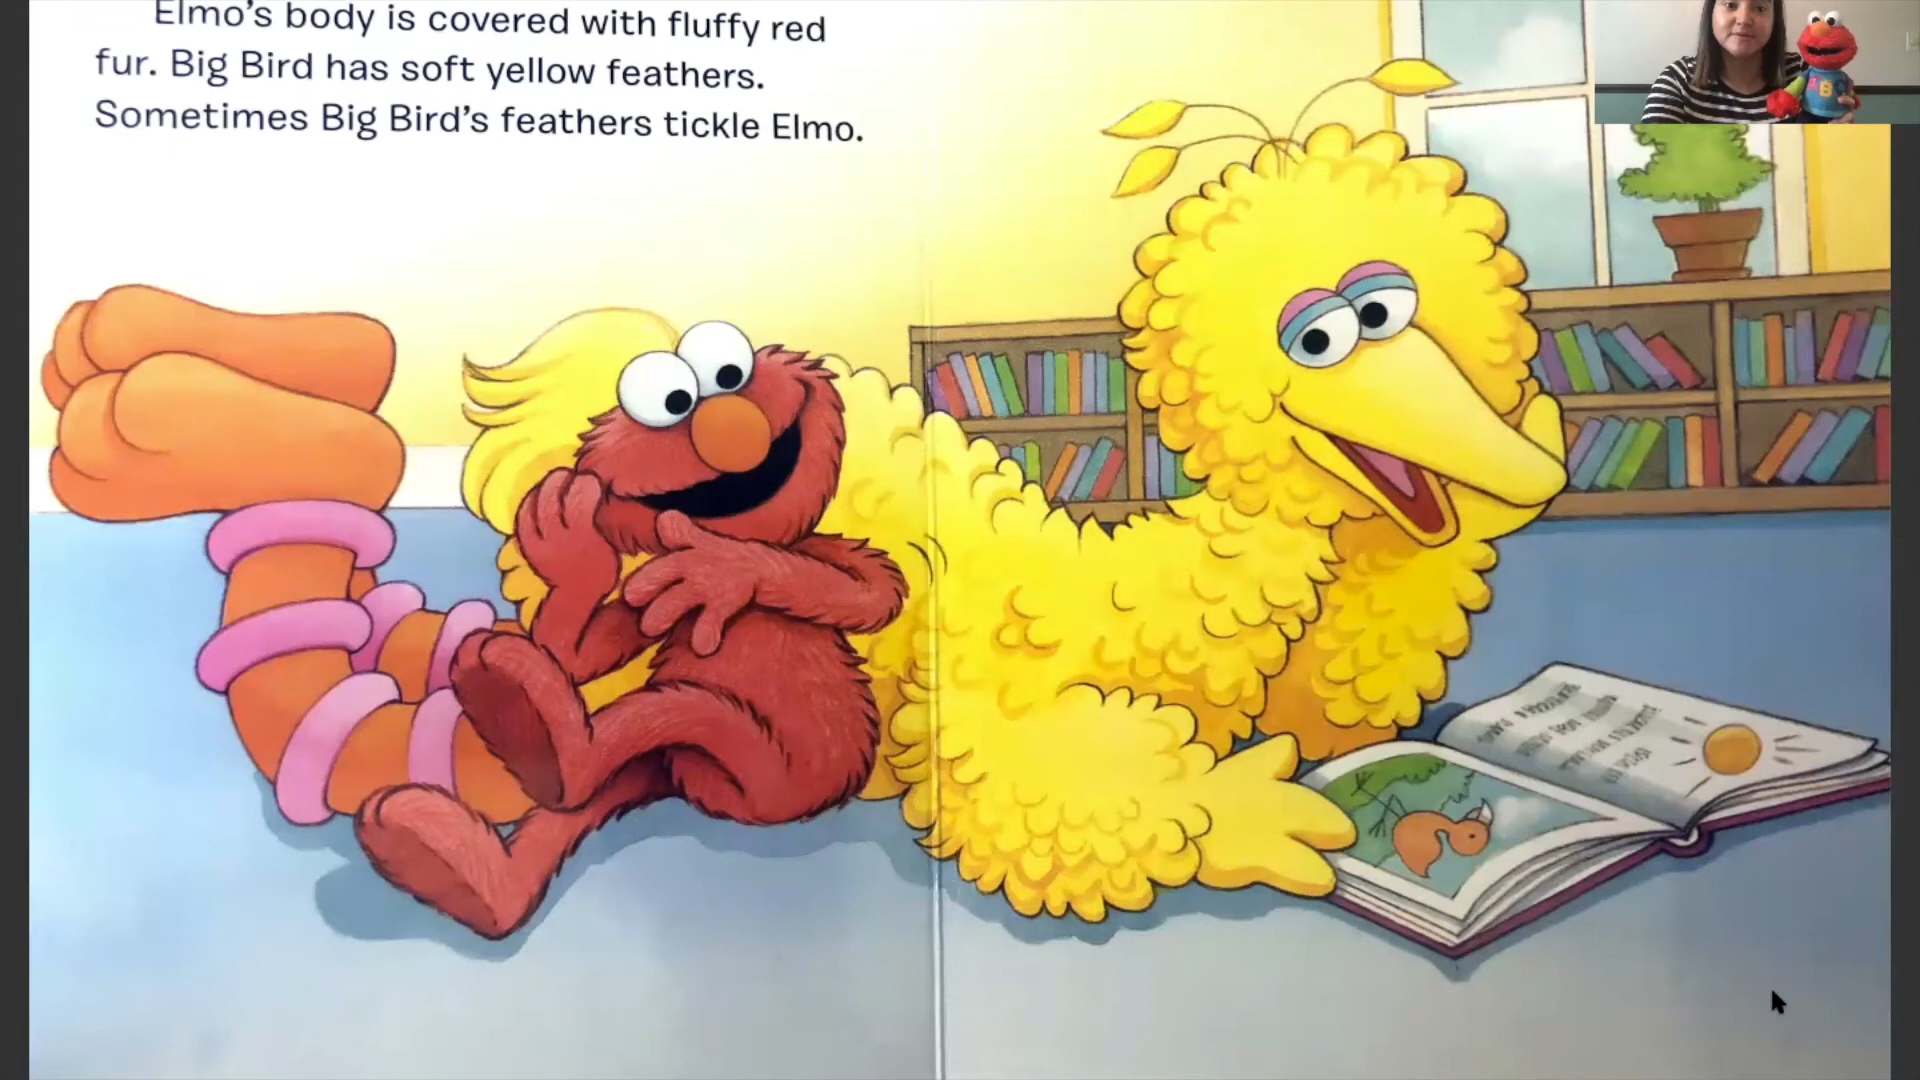 Elmo's body is covered with fluffy red
fur. Big Bird has soft yellow feathers.
Sometimes Big Bird's feathers tickle Elmo.
ABC